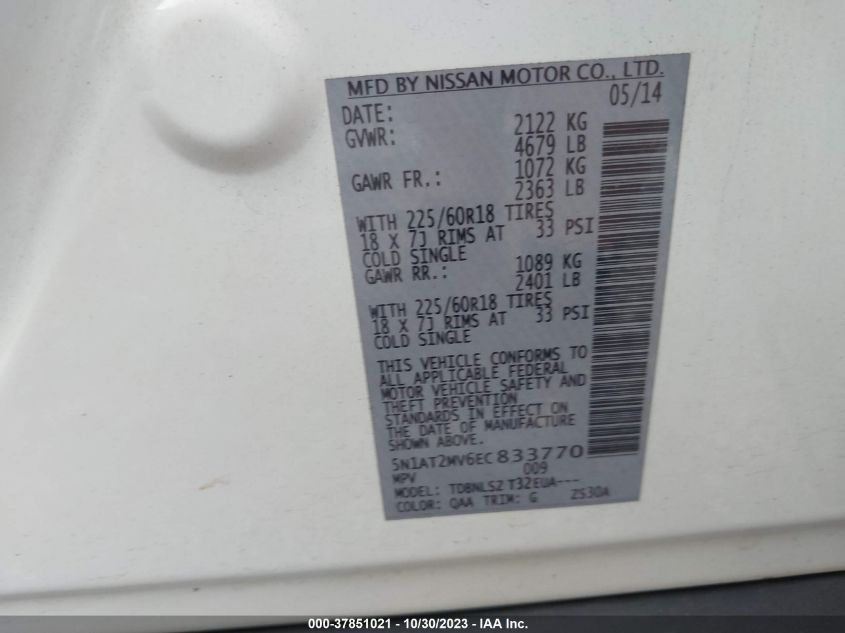 MFD BY NISSAN MOTOR CO., LTD.
DATE: 05/14
GVWR: 2122 KG
4679 LB
GAWR FR.: 1072 KG
2363 LB
WITH 225/60R18 TIRES
18 X 7J RIMS AT 33 PSI
COLD SINGLE
GAWR RR.: 1089 KG
2401 LB
WITH 225/60R18 TIRES
18 X 7J RIMS AT 33 PSI
COLD SINGLE
THIS VEHICLE CONFORMS TO
ALL APPLICABLE FEDERAL
MOTOR VEHICLE SAFETY AND
THEFT PREVENTION
STANDARDS IN EFFECT ON
THE DATE OF MANUFACTURE
SHOWN ABOVE.
5N1AT2MV6EC833770
MPV 009
MODEL: TDBNLS2 T32EUA---
COLOR: QAA TRIM: G 2S30A
000-37851021 - 10/30/2023 - IAA Inc.